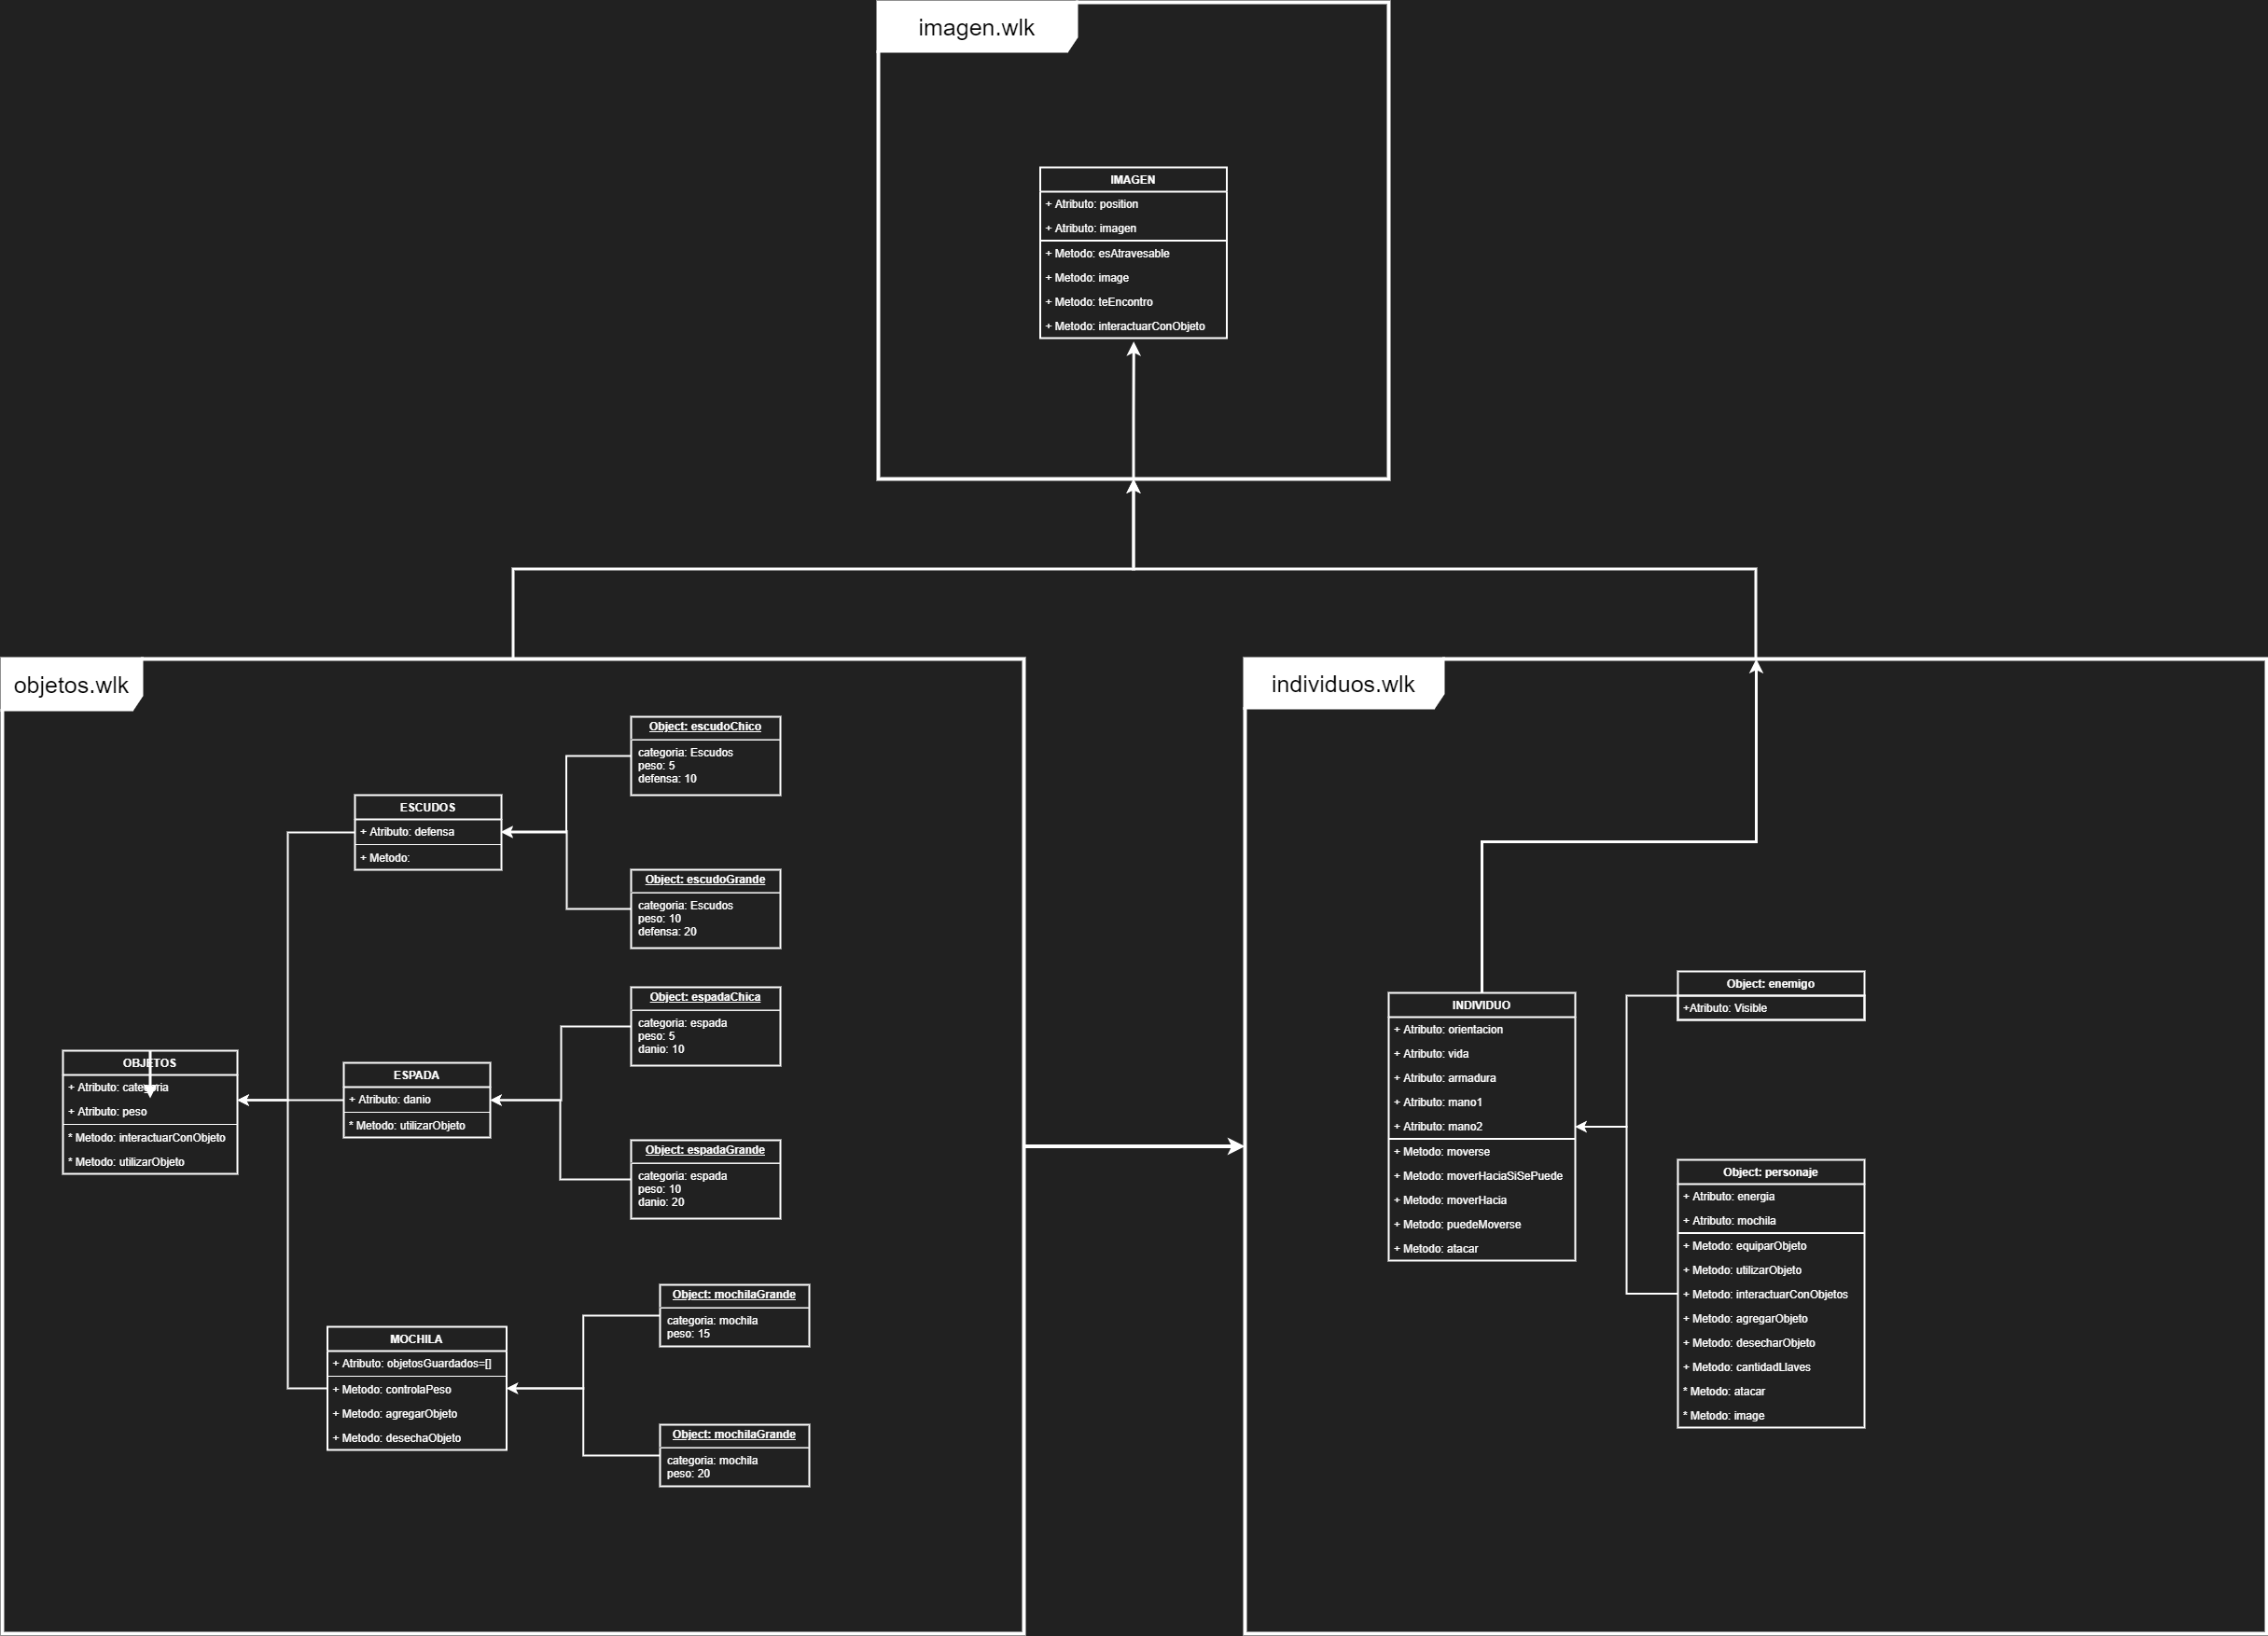 imagen.wlk
IMAGEN
+ Atributo: position
+ Atributo: imagen
+ Metodo: esAtravesable
+ Metodo: image
+ Metodo: teEncontro
+ Metodo: interactuarConObjeto
objetos.wlk
Object: escudoChico
categoria: Escudos
peso: 5
defensa: 10
ESCUDOS
+ Atributo: defensa
+ Metodo:
Object: escudoGrande
categoria: Escudos
peso: 10
defensa: 20
Object: espadaChica
categoria: espada
peso: 5
danio: 10
OBJETOS
+ Atributo: categoria
+ Atributo: peso
* Metodo: interactuarConObjeto
* Metodo: utilizarObjeto
ESPADA
+ Atributo: danio
* Metodo: utilizarObjeto
Object: espadaGrande
categoria: espada
peso: 10
danio: 20
Object: mochilaGrande
categoria: mochila
peso: 15
MOCHILA
+ Atributo: objetosGuardados=[]
+ Metodo: controlaPeso
+ Metodo: agregarObjeto
+ Metodo: desechaObjeto
Object: mochilaGrande
categoria: mochila
peso: 20
individuos.wlk
INDIVIDUO
+ Atributo: orientacion
+ Atributo: vida
+ Atributo: armadura
+ Atributo: mano1
+ Atributo: mano2
+ Metodo: moverse
+ Metodo: moverHaciaSiSePuede
+ Metodo: moverHacia
+ Metodo: puedeMoverse
+ Metodo: atacar
Object: enemigo
+Atributo: Visible
Object: personaje
+ Atributo: energia
+ Atributo: mochila
+ Metodo: equiparObjeto
+ Metodo: utilizarObjeto
+ Metodo: interactuarConObjetos
+ Metodo: agregarObjeto
+ Metodo: desecharObjeto
+ Metodo: cantidadLlaves
* Metodo: atacar
* Metodo: image